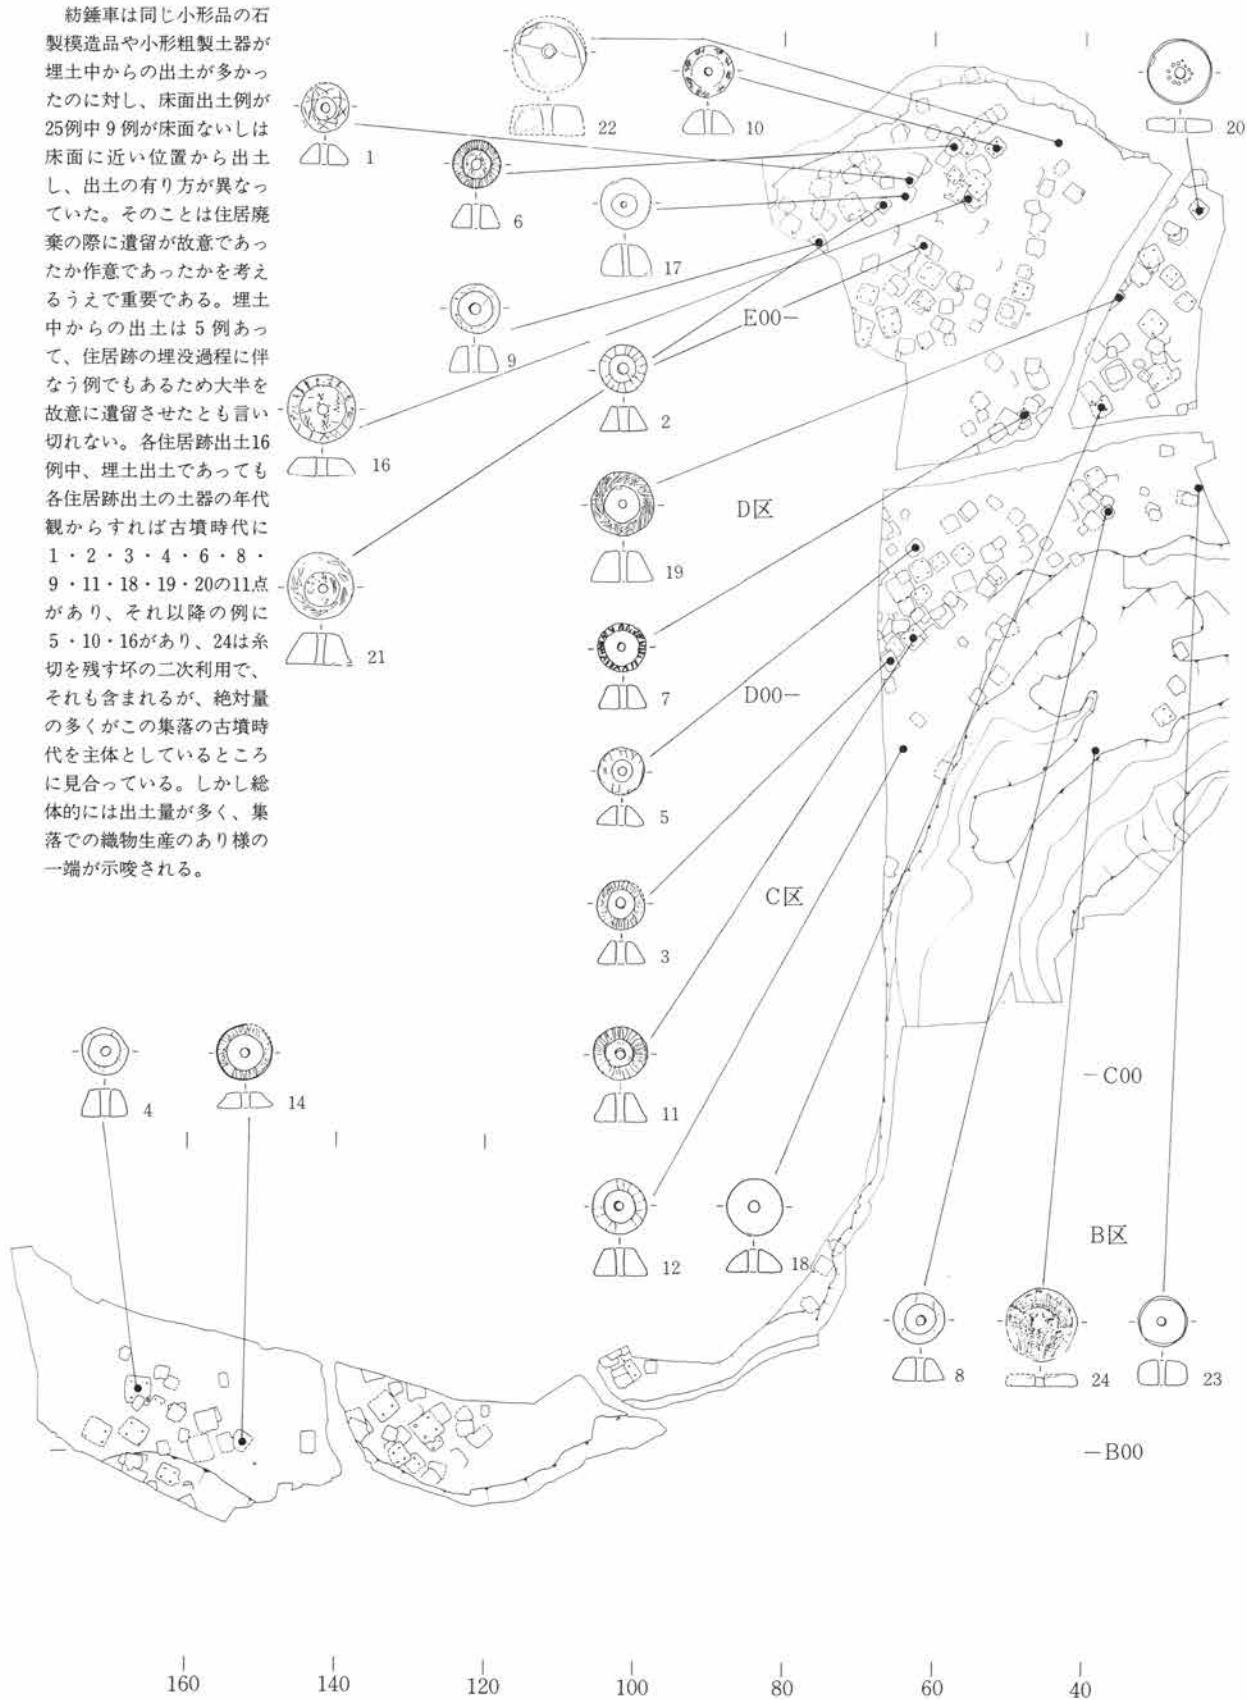 紡錘車は同じ小形品の石
製模造品や小形粗製土器が
埋土中からの出土が多かっ
たのに対し、床面出土例が
25例中9例が床面ないしは
床面に近い位置から出土
し、出土の有り方が異なっ
ていた。そのことは住居廃
棄の際に遺留が故意であっ
たか作意であったかを考え
るうえで重要である。埋土
中からの出土は5例あっ
て、住居跡の埋没過程に伴
なう例でもあるため大半を
故意に遺留させたとも言い
切れない。各住居跡出土16
例中、埋土出土であっても
各住居跡出土の土器の年代
観からすれば古墳時代に
1・2・3・4・6・8・
9・11・18・19・20の11点
があり、それ以降の例に
5・10・16があり、24は糸
切を残す坏の二次利用で、
それも含まれるが、絶対量
の多くがこの集落の古墳時
代を主体としているところ
に見合っている。しかし総
体的には出土量が多く、集
落での織物生産のあり様の
一端が示唆される。
22
10
20
1
6
17
E00-
9
2
16
D区
19
21
7
D00-
5
C区
3
4
14
11
-C00
12
18
B区
8
24
23
-B00
160
140
120
100
80
60
40